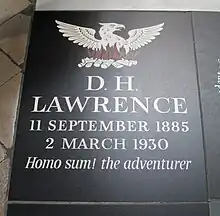 D. H.
LAWRENCE
11 SEPTEMBER 1885
2 MARCH 1930
Homo sum! the adventurer